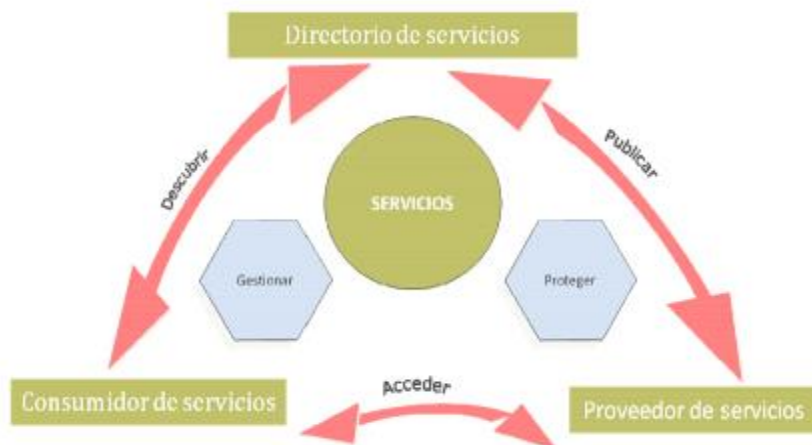 Directorio de servicios
Descubrir
Publicar
SERVICIOS
Gestionar
Proteger
Acceder
Consumidor de servicios
Proveedor de servicios